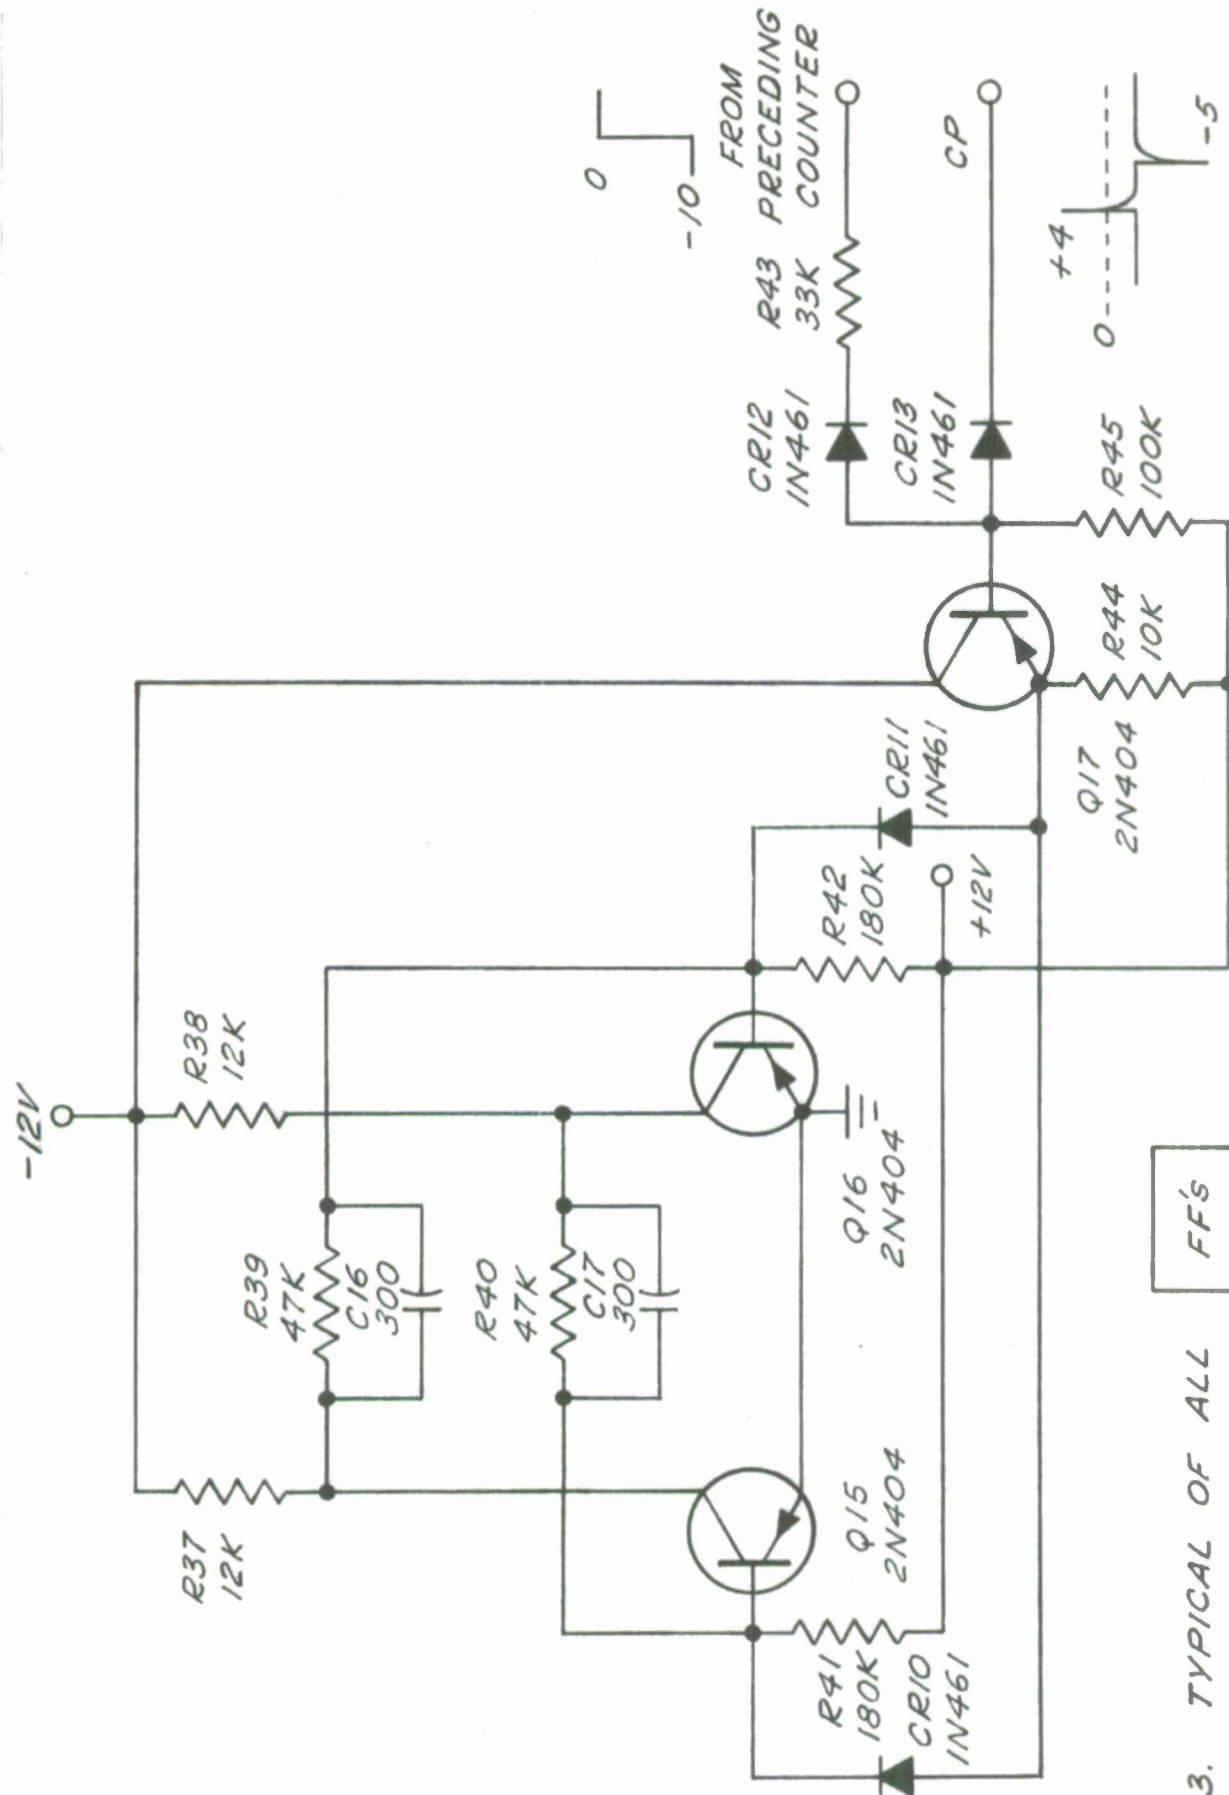 -12V
R37
12K
R38
12K
R39
47K
C16
300
R40
47K
C17
300
Q15
2N404
Q16
2N404
R41
180K
CR10
1N461
R42
180K
+12V
CR11
1N461
Q17
2N404
R44
10K
R45
100K
CR12
1N461
CR13
1N461
R43
33K
FROM
PRECEDING
COUNTER
0
-10
CP
+4
0
-5
3. TYPICAL OF ALL FF's